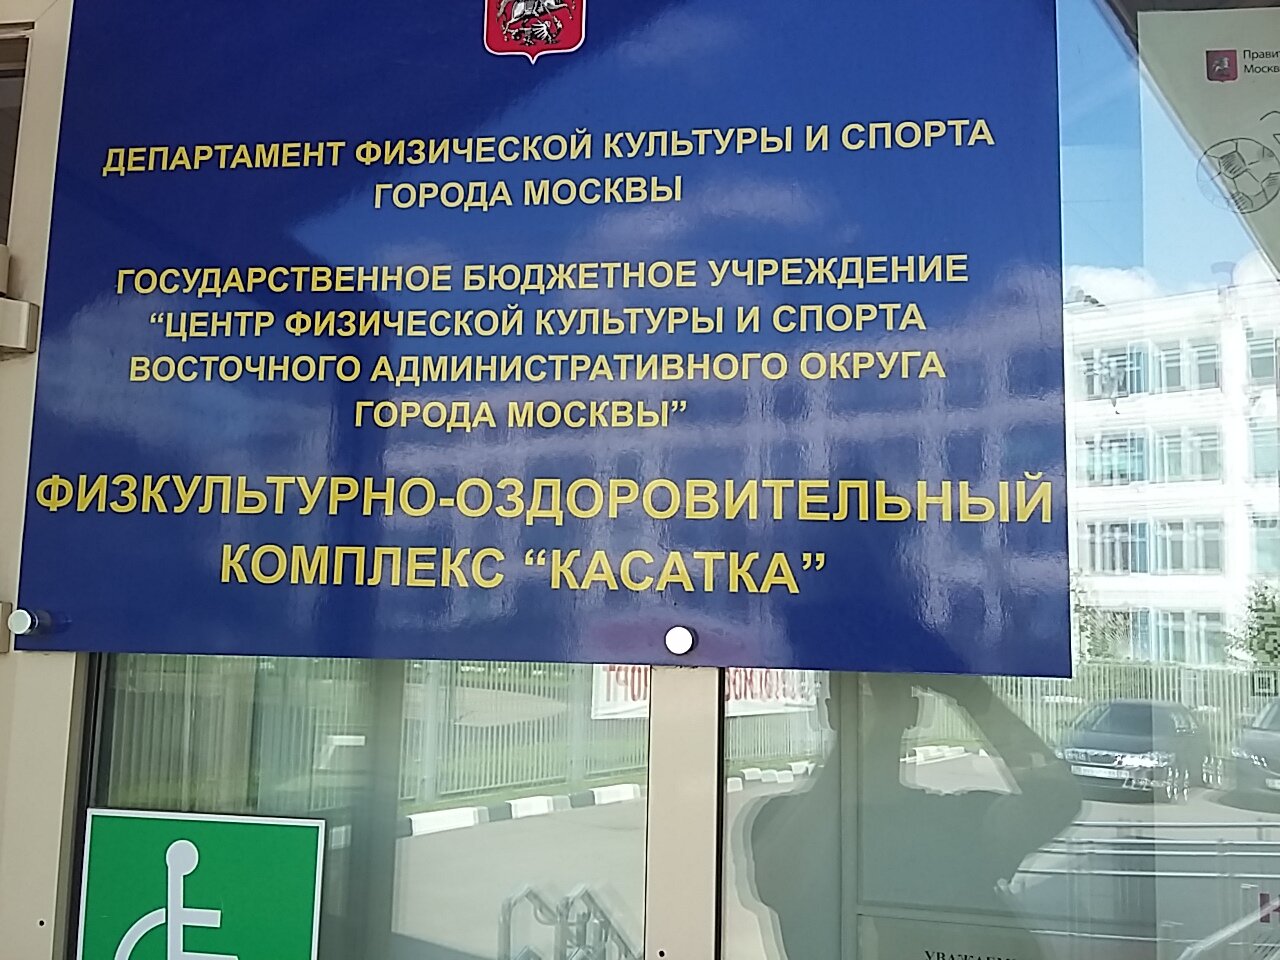 ДЕПАРТАМЕНТ ФИЗИЧЕСКОЙ КУЛЬТУРЫ И СПОРТА
ГОРОДА МОСКВЫ
ГОСУДАРСТВЕННОЕ БЮДЖЕТНОЕ УЧРЕЖДЕНИЕ
“ЦЕНТР ФИЗИЧЕСКОЙ КУЛЬТУРЫ И СПОРТА
ВОСТОЧНОГО АДМИНИСТРАТИВНОГО ОКРУГА
ГОРОДА МОСКВЫ”
ФИЗКУЛЬТУРНО-ОЗДОРОВИТЕЛЬНЫЙ
КОМПЛЕКС “КАСАТКА”